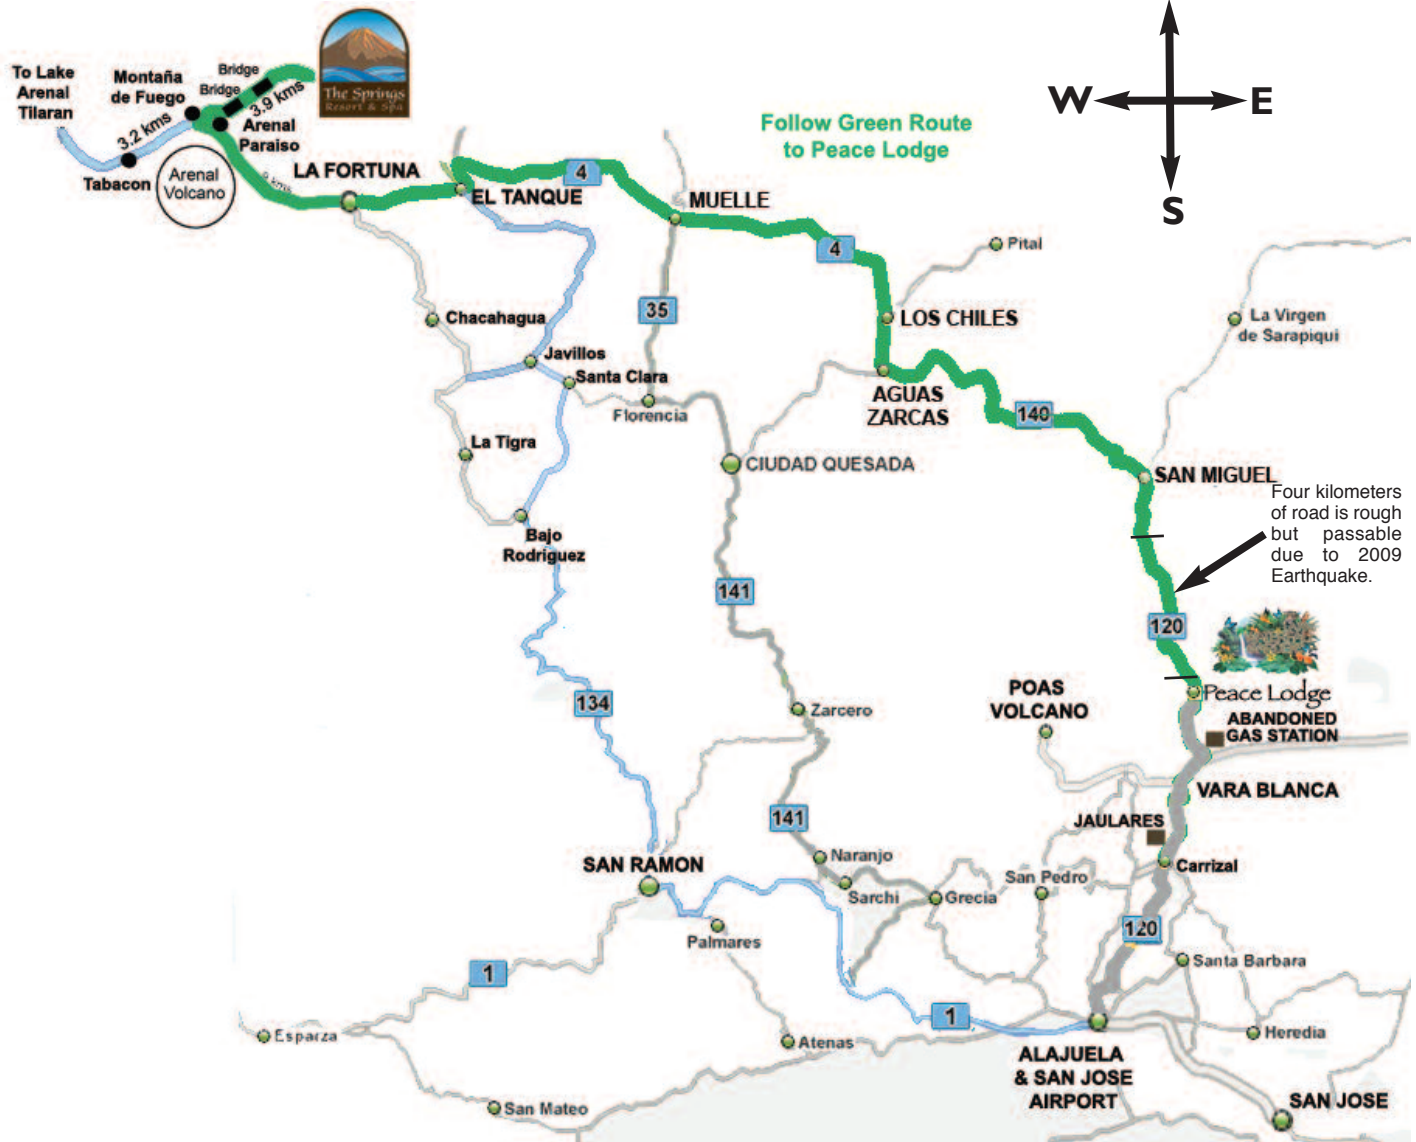 To Lake
Arenal
Tilaran
Montaña
de Fuego
Bridge
Bridge
3.9 kms
3.2 kms
The Springs
Resort & Spa
Arenal
Paraiso
Tabacon
Arenal
Volcano
9 kms
LA FORTUNA
EL TANQUE
4
MUELLE
Follow Green Route
to Peace Lodge
W
E
S
4
Pital
35
LOS CHILES
La Virgen
de Sarapiqui
Chacahagua
Javillos
Santa Clara
Florencia
AGUAS
ZARCAS
140
La Tigra
CIUDAD QUESADA
SAN MIGUEL
Four kilometers
of road is rough
but passable
due to 2009
Earthquake.
Bajo
Rodriguez
141
120
134
Zarcero
POAS
VOLCANO
Peace Lodge
ABANDONED
GAS STATION
VARA BLANCA
141
JAULARES
Naranjo
Carrizal
SAN RAMON
Sarchi
Grecia
San Pedro
120
Palmares
Santa Barbara
1
1
Esparza
Atenas
Heredia
ALAJUELA
& SAN JOSE
AIRPORT
San Mateo
SAN JOSE